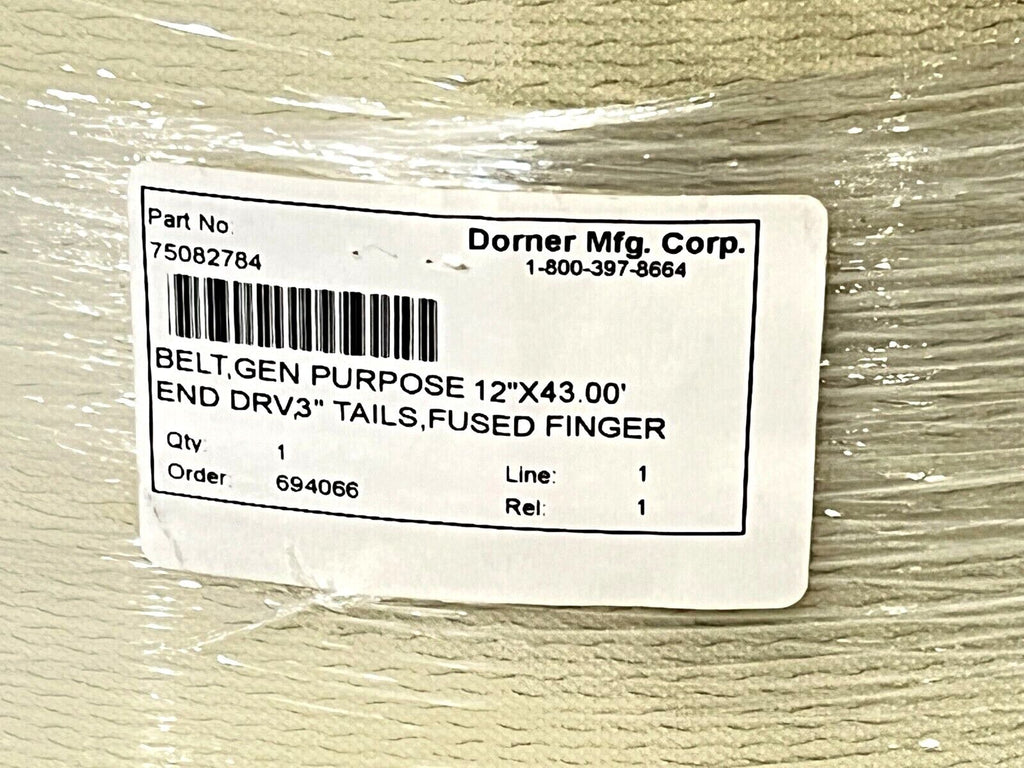 Part No:
75082784
Dorner Mfg. Corp.
1-800-397-8664
BELT,GEN PURPOSE 12"X43.00'
END DRV,3" TAILS,FUSED FINGER
Qty: 1
Order: 694066
Line: 1
Rel: 1